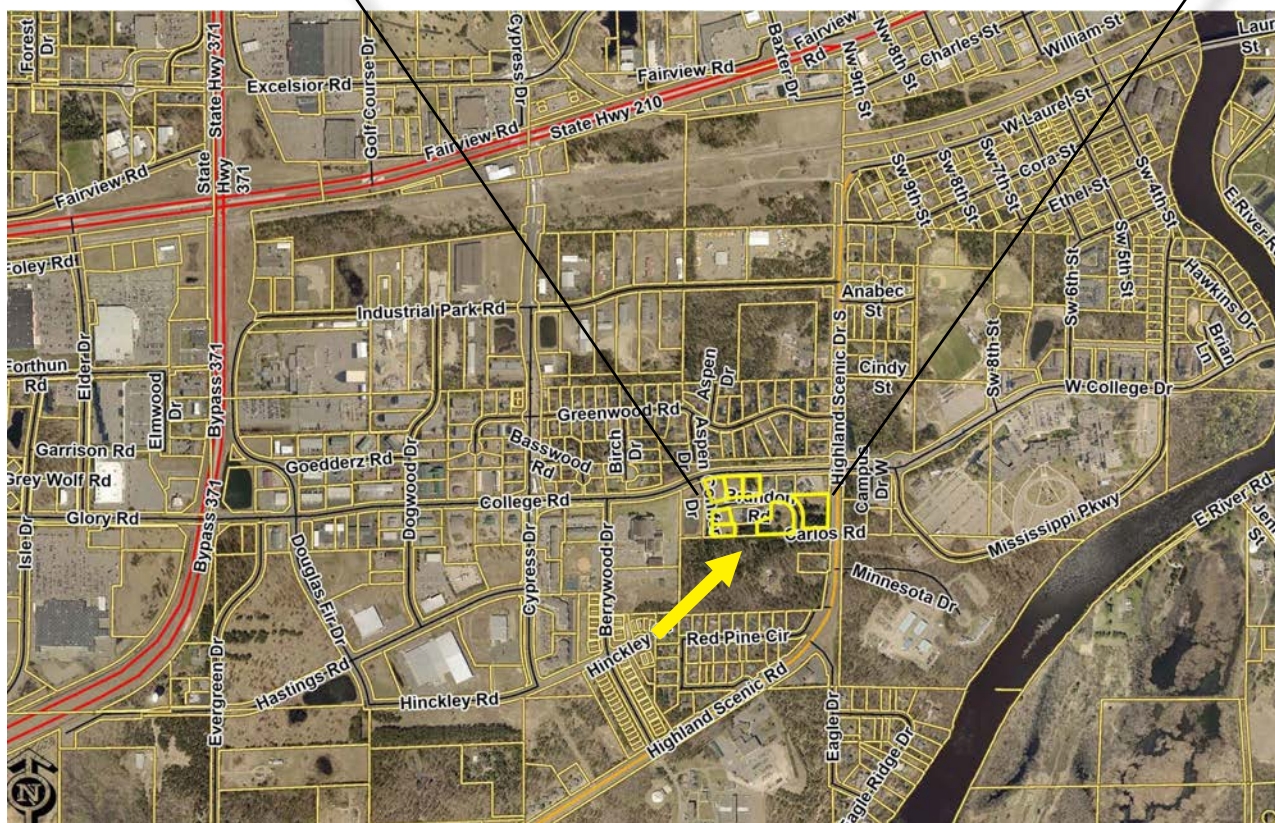 Forest Dr
State Hwy 371
Golf Course Dr
Cypress Dr
Excelsior Rd
Fairview Rd
Baxter Dr
Fairview Rd
Nw 9th St
Nw 8th St
Charles St
William St
Laurel St
State Hwy 210
Fairview Rd
State Hwy 371
Fairview Rd
W Laurel St
Cora St
Ethel St
Sw 9th St
Sw 8th St
Sw 7th St
Sw 4th St
E River R
Foley Rd
Sw 6th St
Sw 5th St
Hawkins Dr
Brian Ln
Industrial Park Rd
Anabec St
Forthun Rd
Elder Dr
Elmwood Dr
Bypass 371
Aspen Dr
Highland Scenic Dr S
Cindy St
Sw 8th St
W College Dr
Greenwood Rd
Garrison Rd
Grey Wolf Rd
Goedderz Rd
Dogwood Dr
Basswood Rd
Birch Dr
Aspen Dr
Campus Dr W
College Rd
Glory Rd
Isle Dr
Bypass 371
Dr
Brandon Rd
Carlos Rd
Mississippi Pkwy
E River Rd
Douglas Fir Dr
Cypress Dr
Berrywood Dr
Minnesota Dr
Evergreen Dr
Hastings Rd
Hinckley Rd
Hinckley
Red Pine Cir
Highland Scenic Rd
Eagle Dr
Eagle Ridge Dr
N